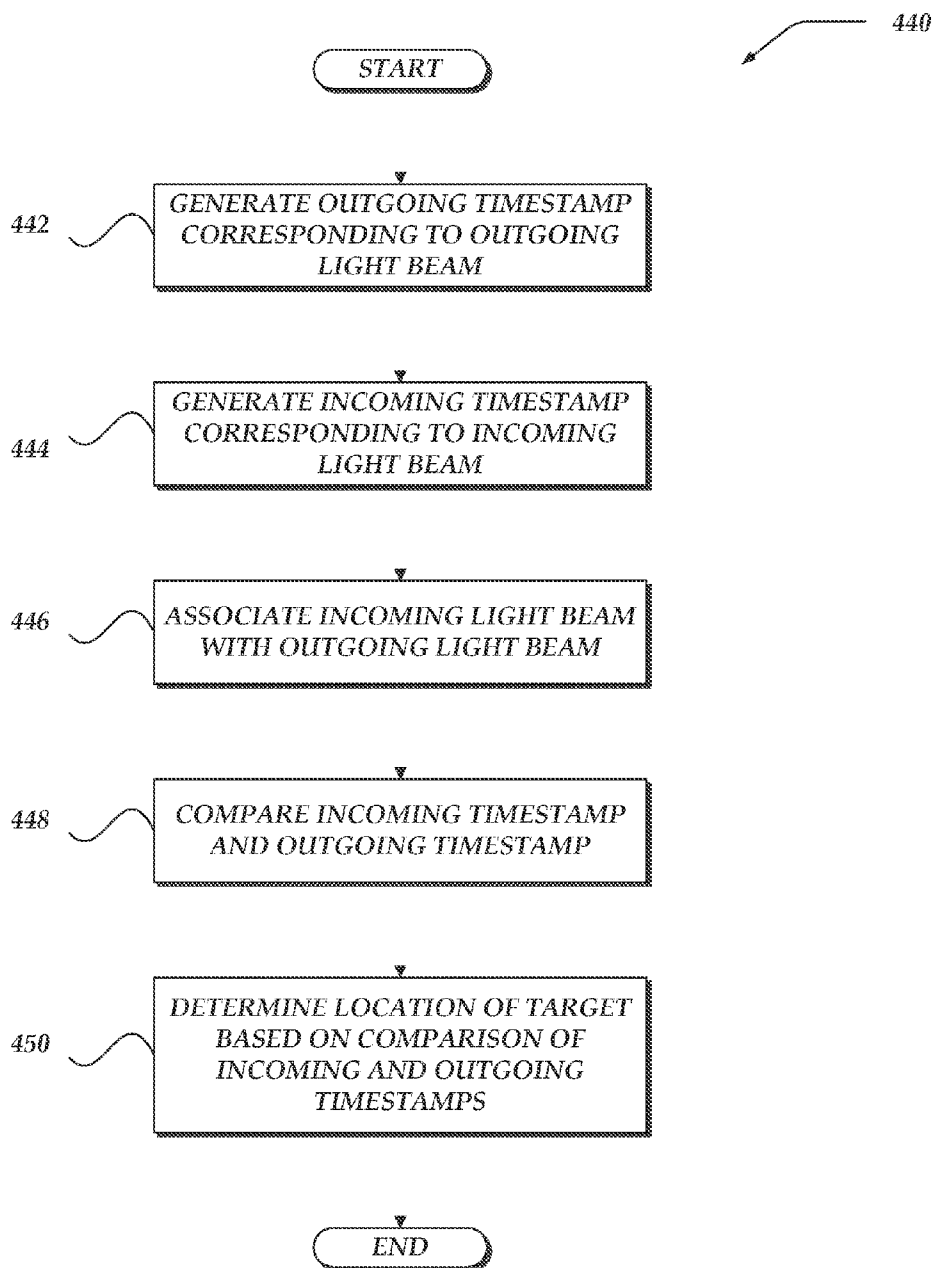 440
START
442
GENERATE OUTGOING TIMESTAMP
CORRESPONDING TO OUTGOING
LIGHT BEAM
444
GENERATE INCOMING TIMESTAMP
CORRESPONDING TO INCOMING
LIGHT BEAM
446
ASSOCIATE INCOMING LIGHT BEAM
WITH OUTGOING LIGHT BEAM
448
COMPARE INCOMING TIMESTAMP
AND OUTGOING TIMESTAMP
450
DETERMINE LOCATION OF TARGET
BASED ON COMPARISON OF
INCOMING AND OUTGOING
TIMESTAMPS
END